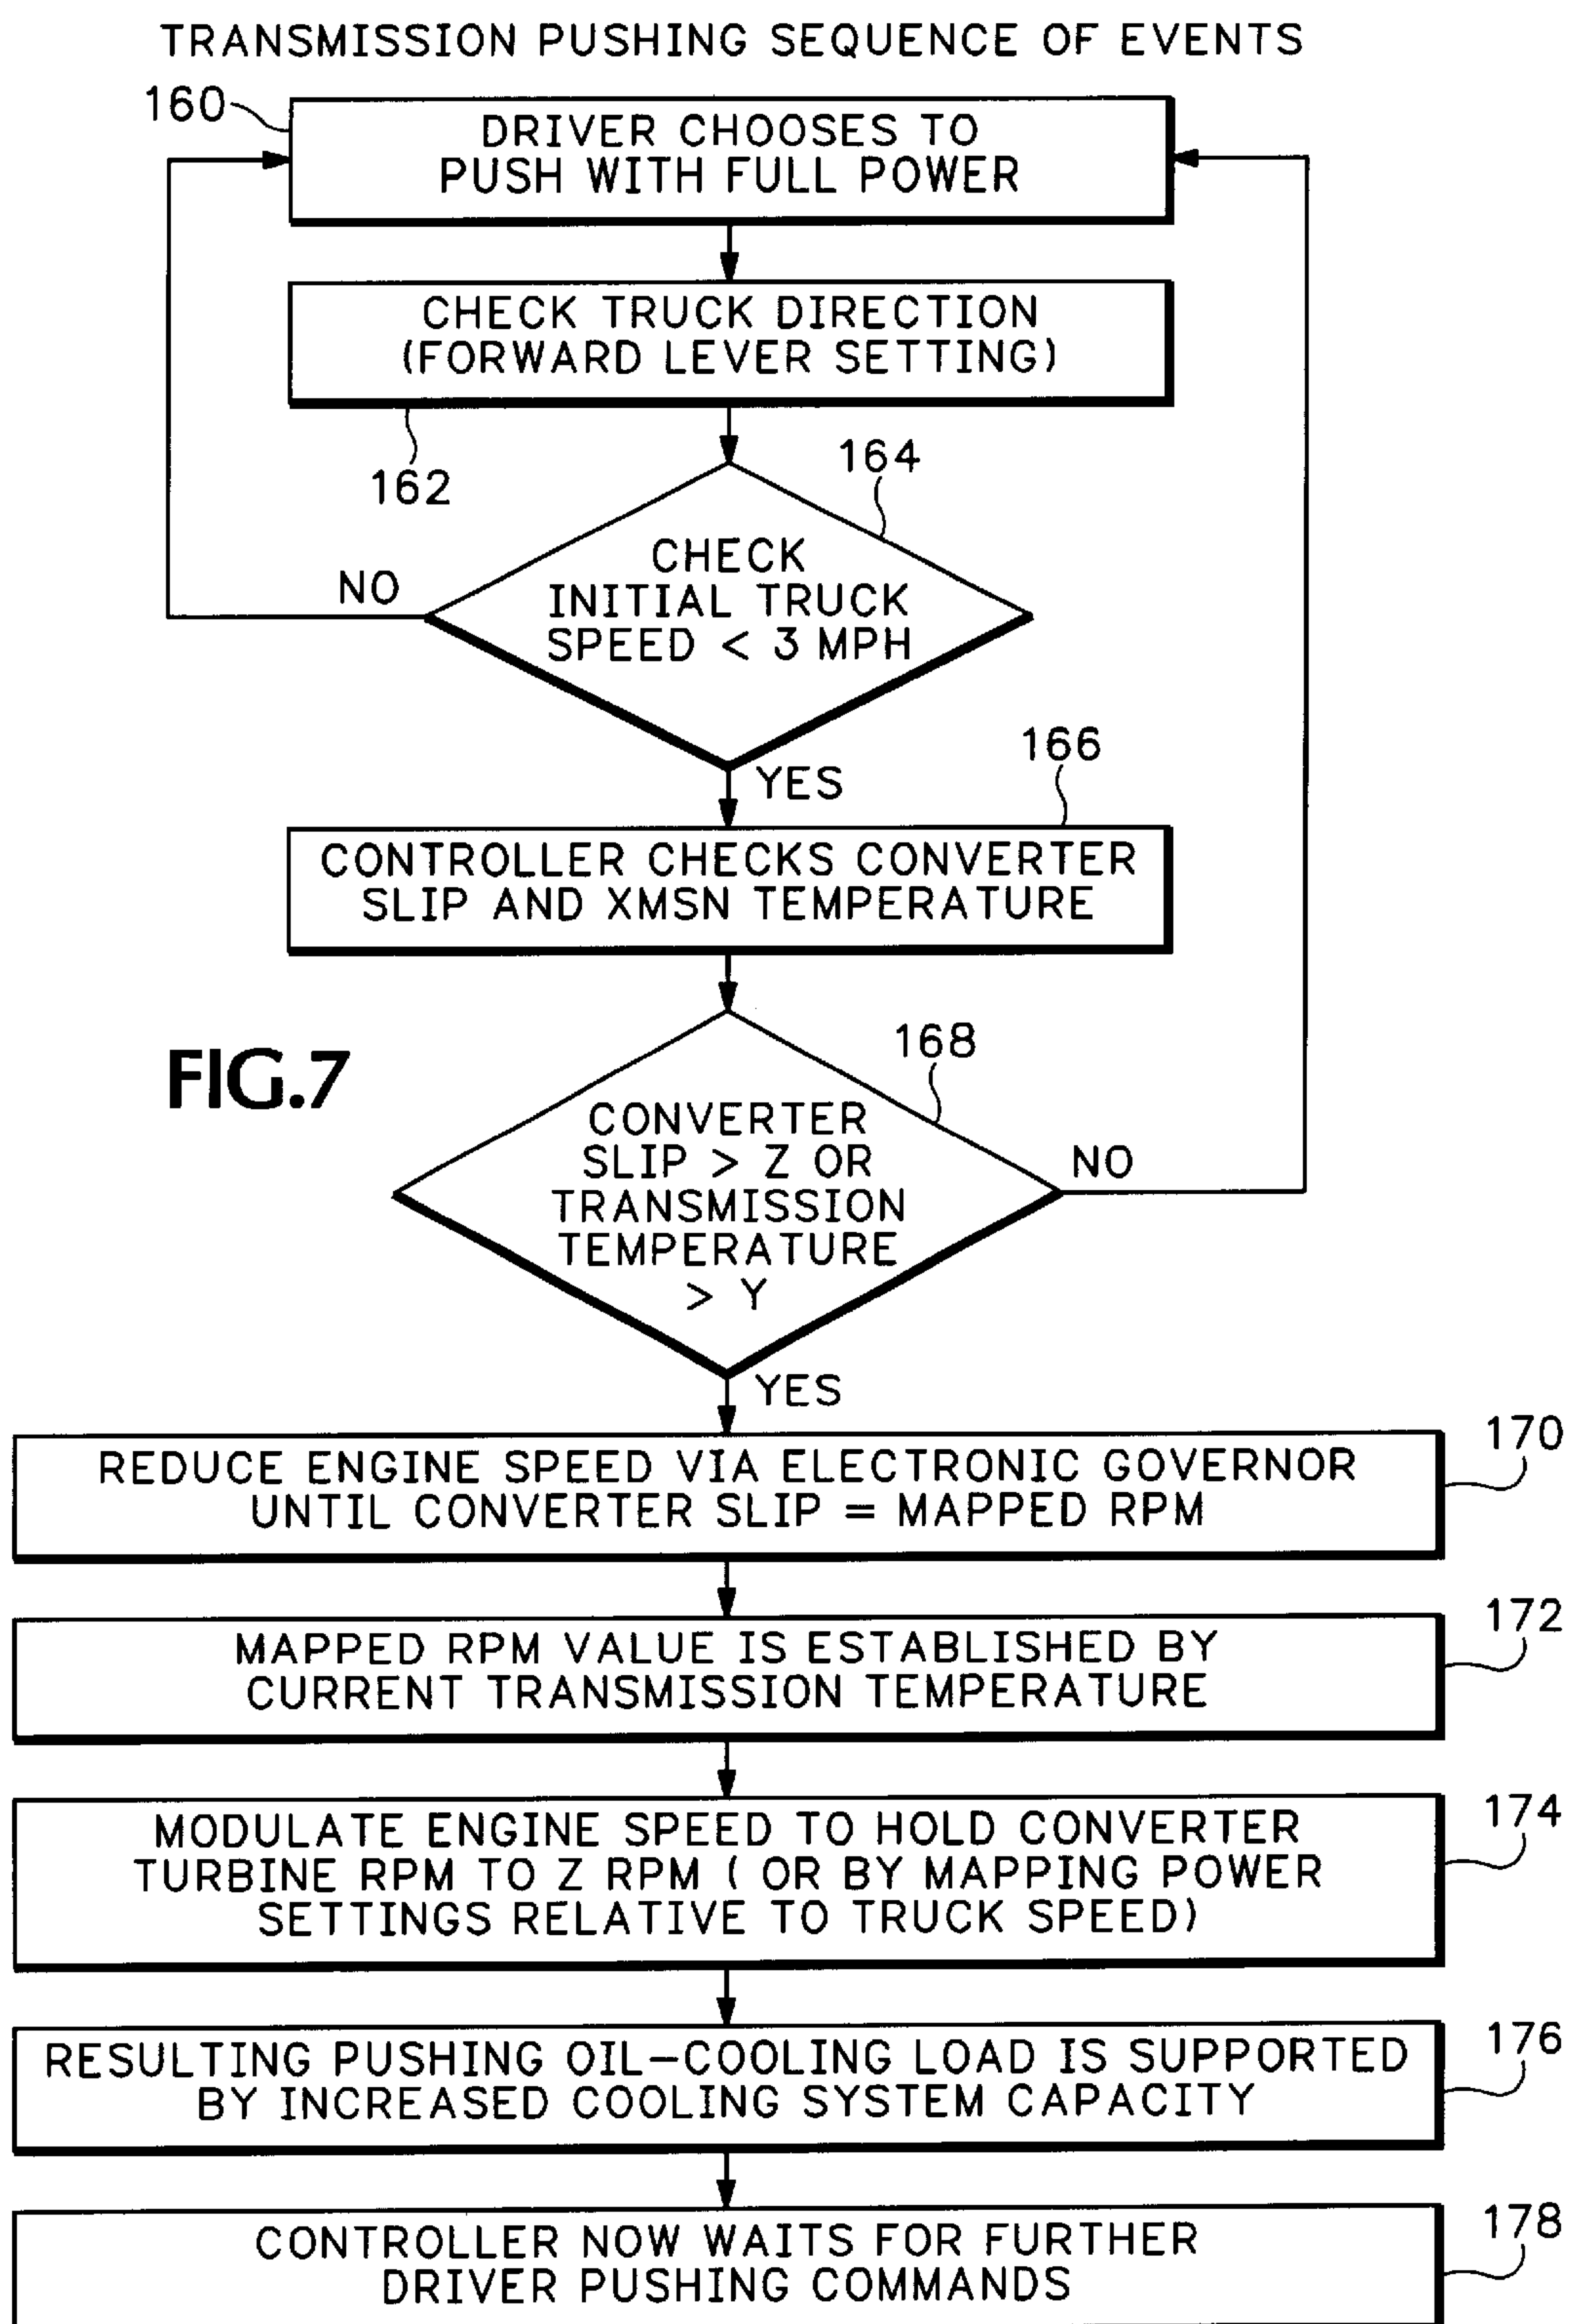 TRANSMISSION PUSHING SEQUENCE OF EVENTS
160
DRIVER CHOOSES TO
PUSH WITH FULL POWER
CHECK TRUCK DIRECTION
(FORWARD LEVER SETTING)
162
164
CHECK
INITIAL TRUCK
SPEED < 3 MPH
NO
YES
166
CONTROLLER CHECKS CONVERTER
SLIP AND XMSN TEMPERATURE
FIG.7
168
CONVERTER
SLIP > Z OR
TRANSMISSION
TEMPERATURE
> Y
NO
YES
170
REDUCE ENGINE SPEED VIA ELECTRONIC GOVERNOR
UNTIL CONVERTER SLIP = MAPPED RPM
172
MAPPED RPM VALUE IS ESTABLISHED BY
CURRENT TRANSMISSION TEMPERATURE
174
MODULATE ENGINE SPEED TO HOLD CONVERTER
TURBINE RPM TO Z RPM ( OR BY MAPPING POWER
SETTINGS RELATIVE TO TRUCK SPEED)
176
RESULTING PUSHING OIL-COOLING LOAD IS SUPPORTED
BY INCREASED COOLING SYSTEM CAPACITY
178
CONTROLLER NOW WAITS FOR FURTHER
DRIVER PUSHING COMMANDS